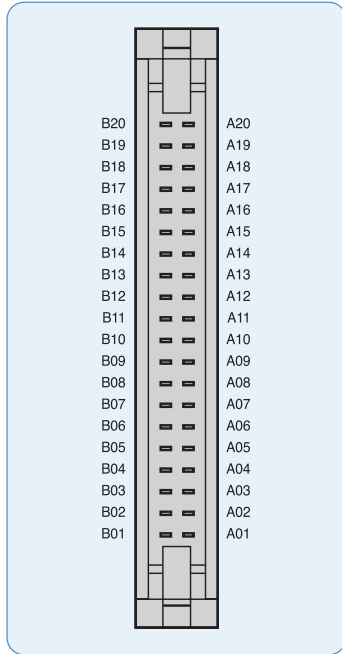 B20 A20
B19 A19
B18 A18
B17 A17
B16 A16
B15 A15
B14 A14
B13 A13
B12 A12
B11 A11
B10 A10
B09 A09
B08 A08
B07 A07
B06 A06
B05 A05
B04 A04
B03 A03
B02 A02
B01 A01